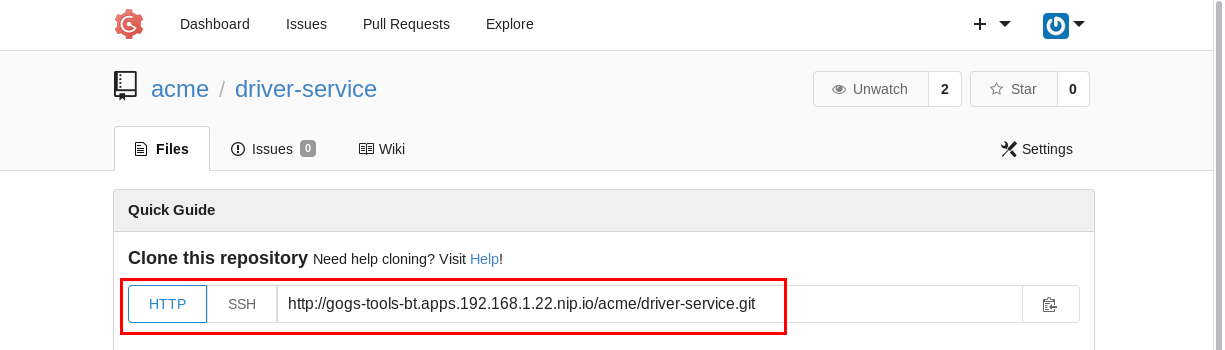 Dashboard Issues Pull Requests Explore
acme / driver-service Unwatch 2 Star 0
Files Issues 0 Wiki Settings
Quick Guide
Clone this repository Need help cloning? Visit Help!
HTTP SSH http://gogs-tools-bt.apps.192.168.1.22.nip.io/acme/driver-service.git